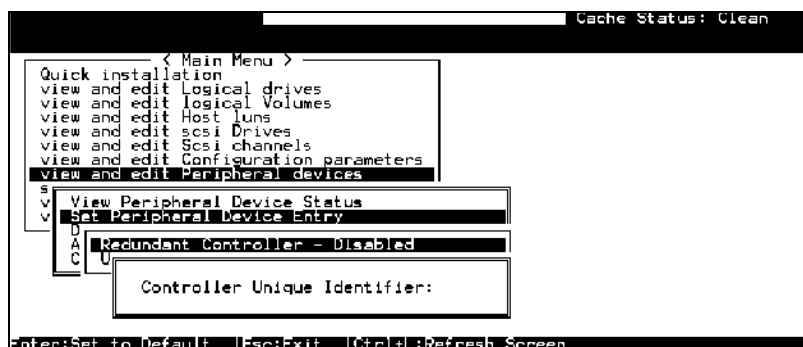 Cache Status: Clean
< Main Menu >
Quick installation
view and edit Logical drives
view and edit logical Volumes
view and edit Host luns
view and edit scsi Drives
view and edit Scsi channels
view and edit Configuration parameters
view and edit Peripheral devices
s
v View Peripheral Device Status
v Set Peripheral Device Entry
D
A Redundant Controller - Disabled
C U
Controller Unique Identifier:
Enter:Set to Default |Esc:Exit |Ctrl+L:Refresh Screen